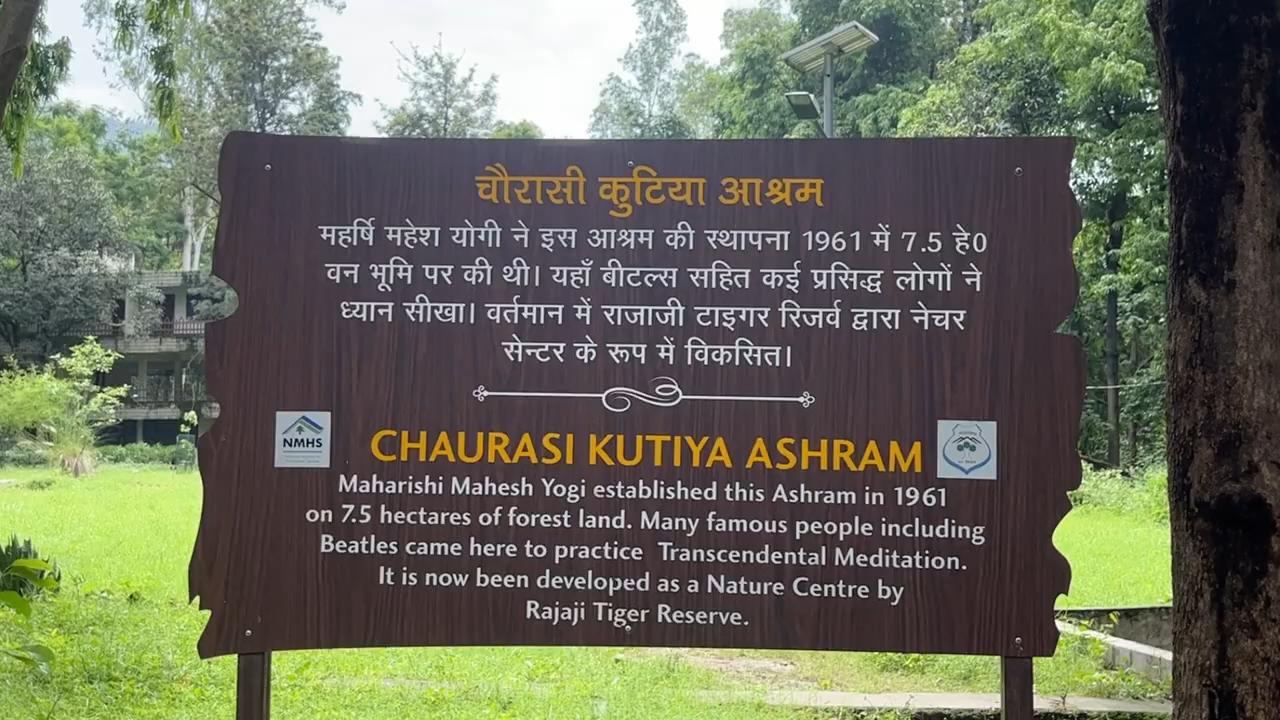 चौरासी कुटिया आश्रम
महर्षि महेश योगी ने इस आश्रम की स्थापना 1961 में 7.5 हे0
वन भूमि पर की थी। यहाँ बीटल्स सहित कई प्रसिद्ध लोगों ने
ध्यान सीखा। वर्तमान में राजाजी टाइगर रिजर्व द्वारा नेचर
सेन्टर के रूप में विकसित।
NMHS
CHAURASI KUTIYA ASHRAM
Maharishi Mahesh Yogi established this Ashram in 1961
on 7.5 hectares of forest land. Many famous people including
Beatles came here to practice Transcendental Meditation.
It is now been developed as a Nature Centre by
Rajaji Tiger Reserve.